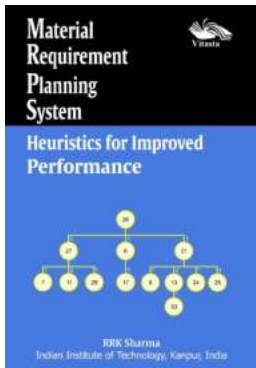 Material
Requirement
Planning
System
Vitasta
Heuristics for Improved
Performance
RRK Sharma
Indian Institute of Technology, Kanpur, India